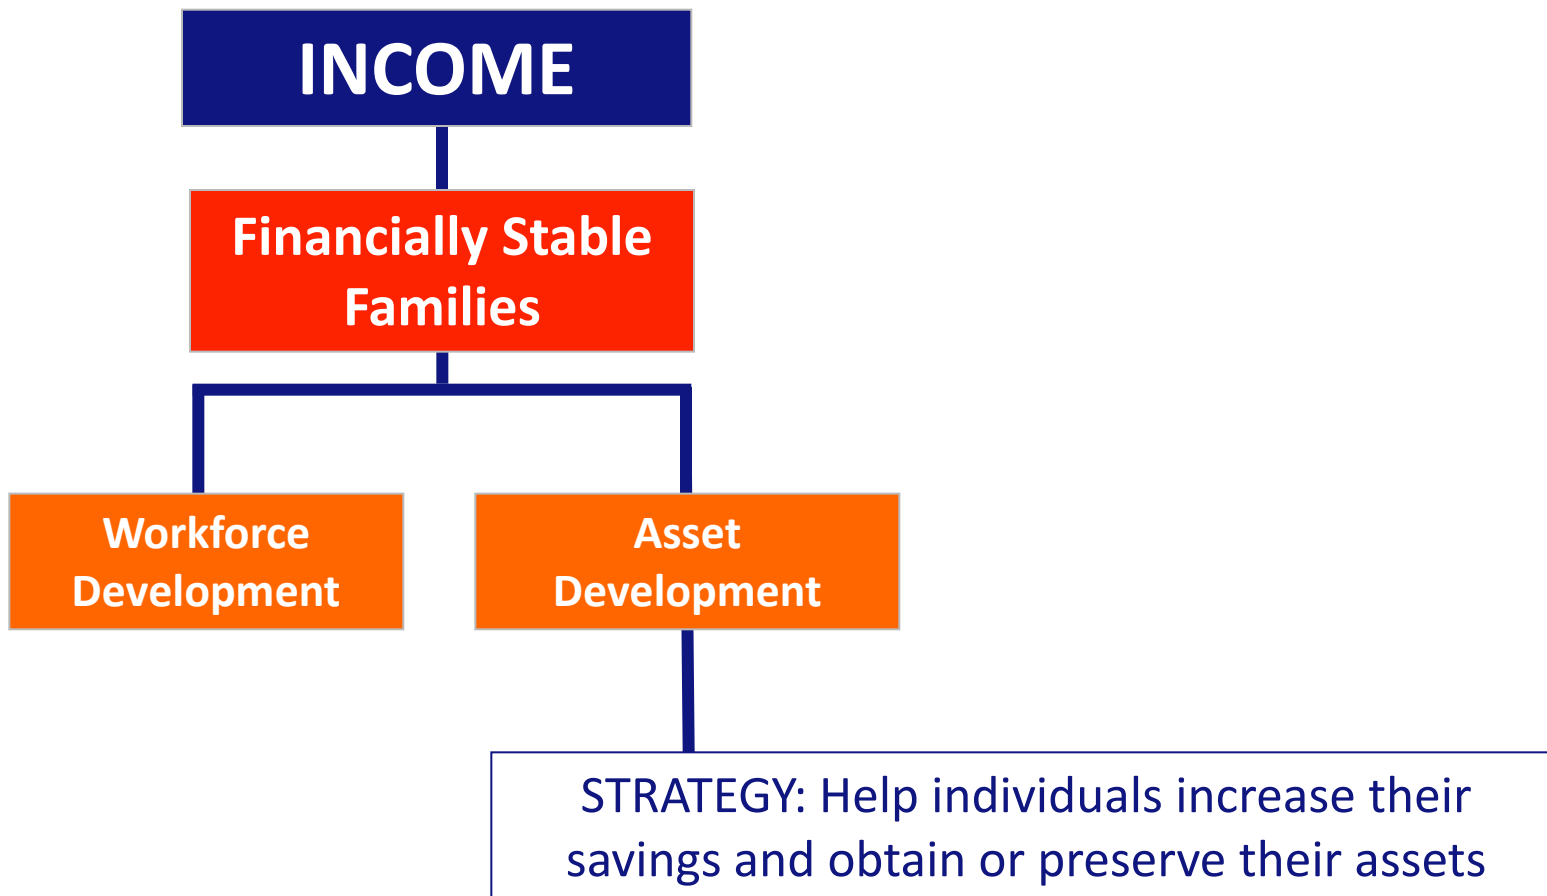 INCOME
Financially Stable
Families
Workforce
Development
Asset
Development
STRATEGY: Help individuals increase their
savings and obtain or preserve their assets